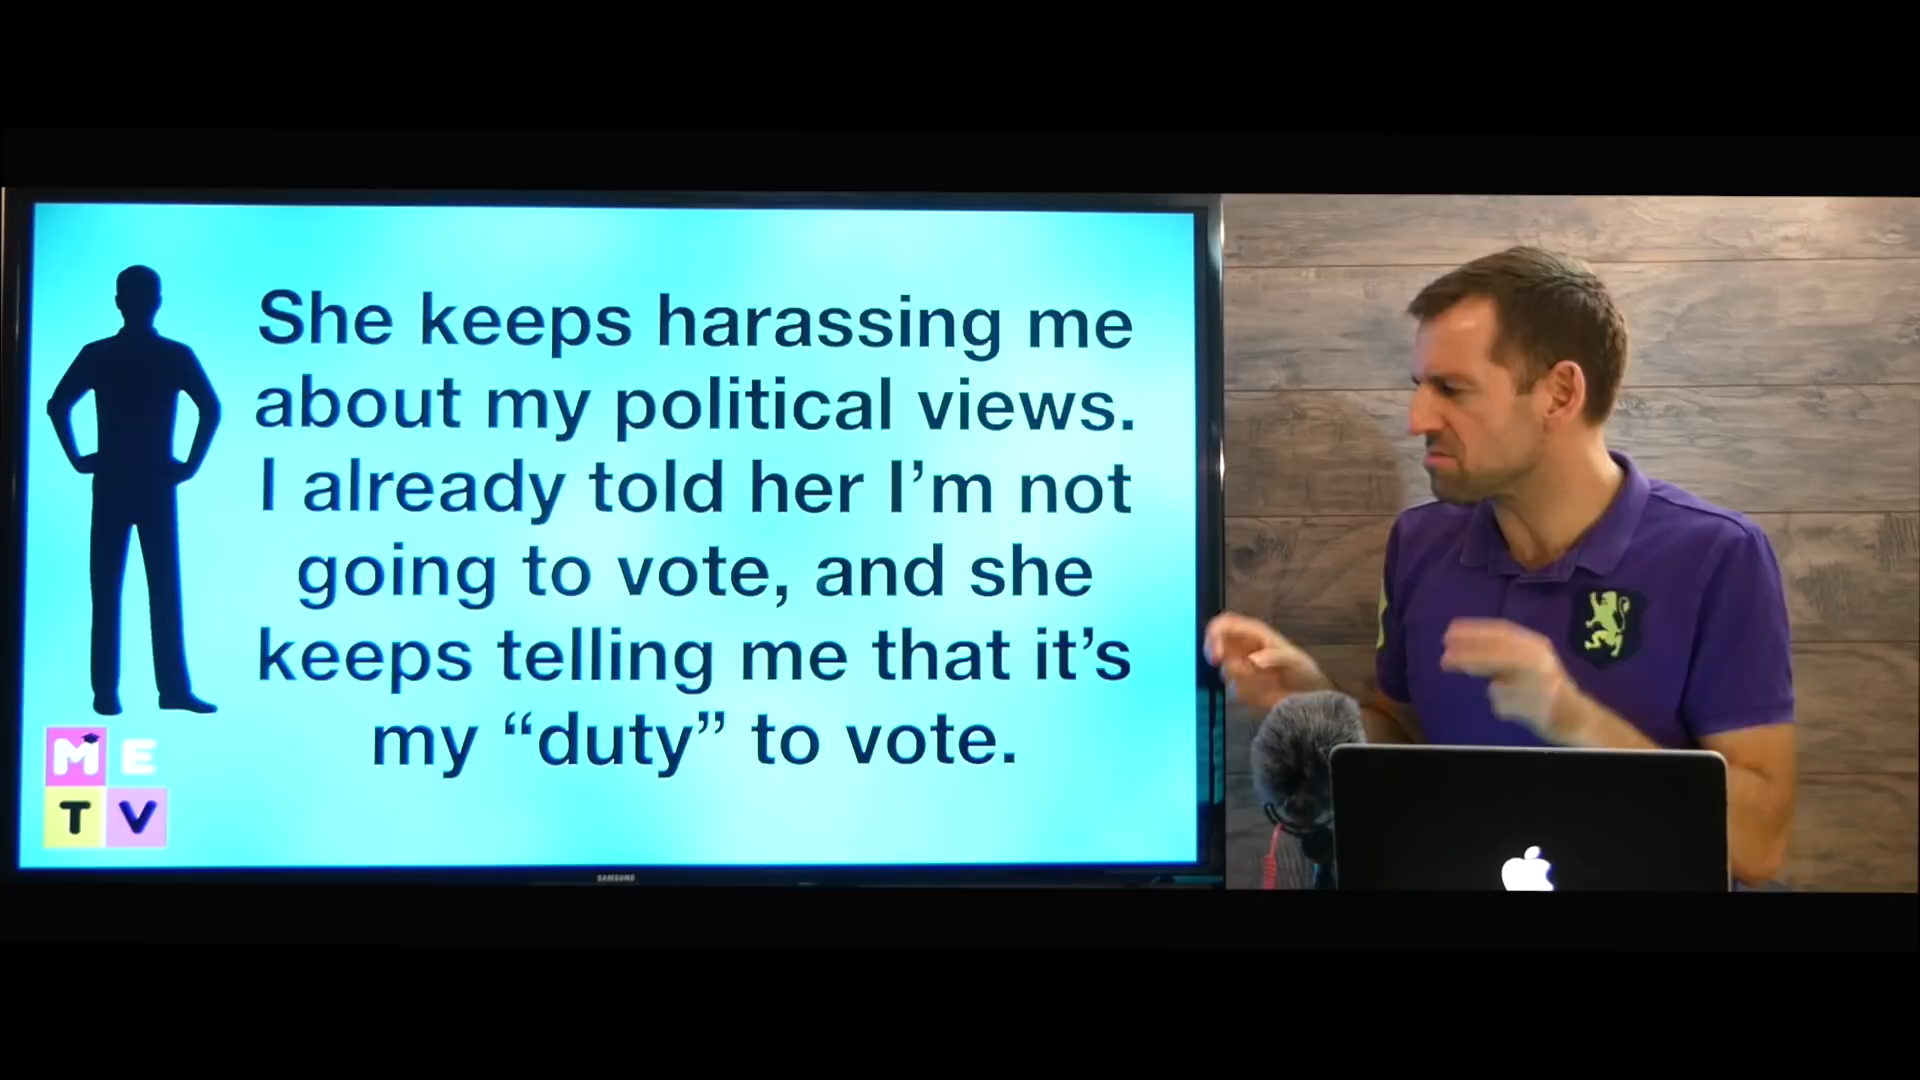 She keeps harassing me
about my political views.
I already told her I’m not
going to vote, and she
keeps telling me that it’s
my “duty” to vote.
M E
T V
SAMSUNG